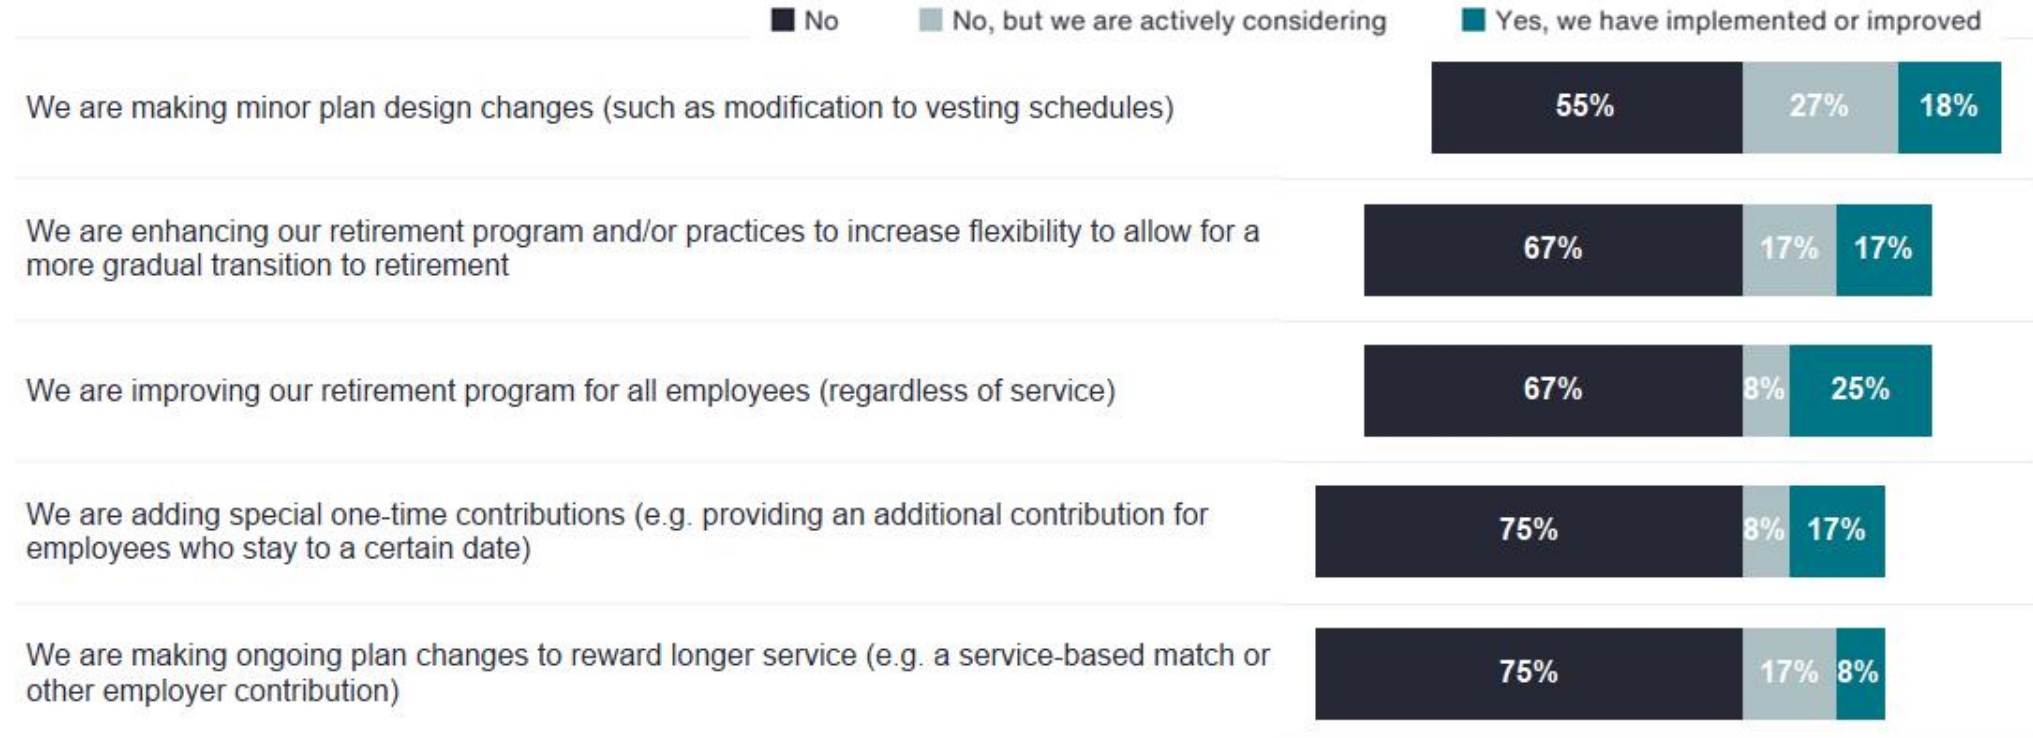 No No, but we are actively considering Yes, we have implemented or improved
We are making minor plan design changes (such as modification to vesting schedules) 55% 27% 18%
We are enhancing our retirement program and/or practices to increase flexibility to allow for a
more gradual transition to retirement
67% 17% 17%
We are improving our retirement program for all employees (regardless of service) 67% 8% 25%
We are adding special one-time contributions (e.g. providing an additional contribution for
employees who stay to a certain date)
75% 8% 17%
We are making ongoing plan changes to reward longer service (e.g. a service-based match or
other employer contribution)
75% 17% 8%